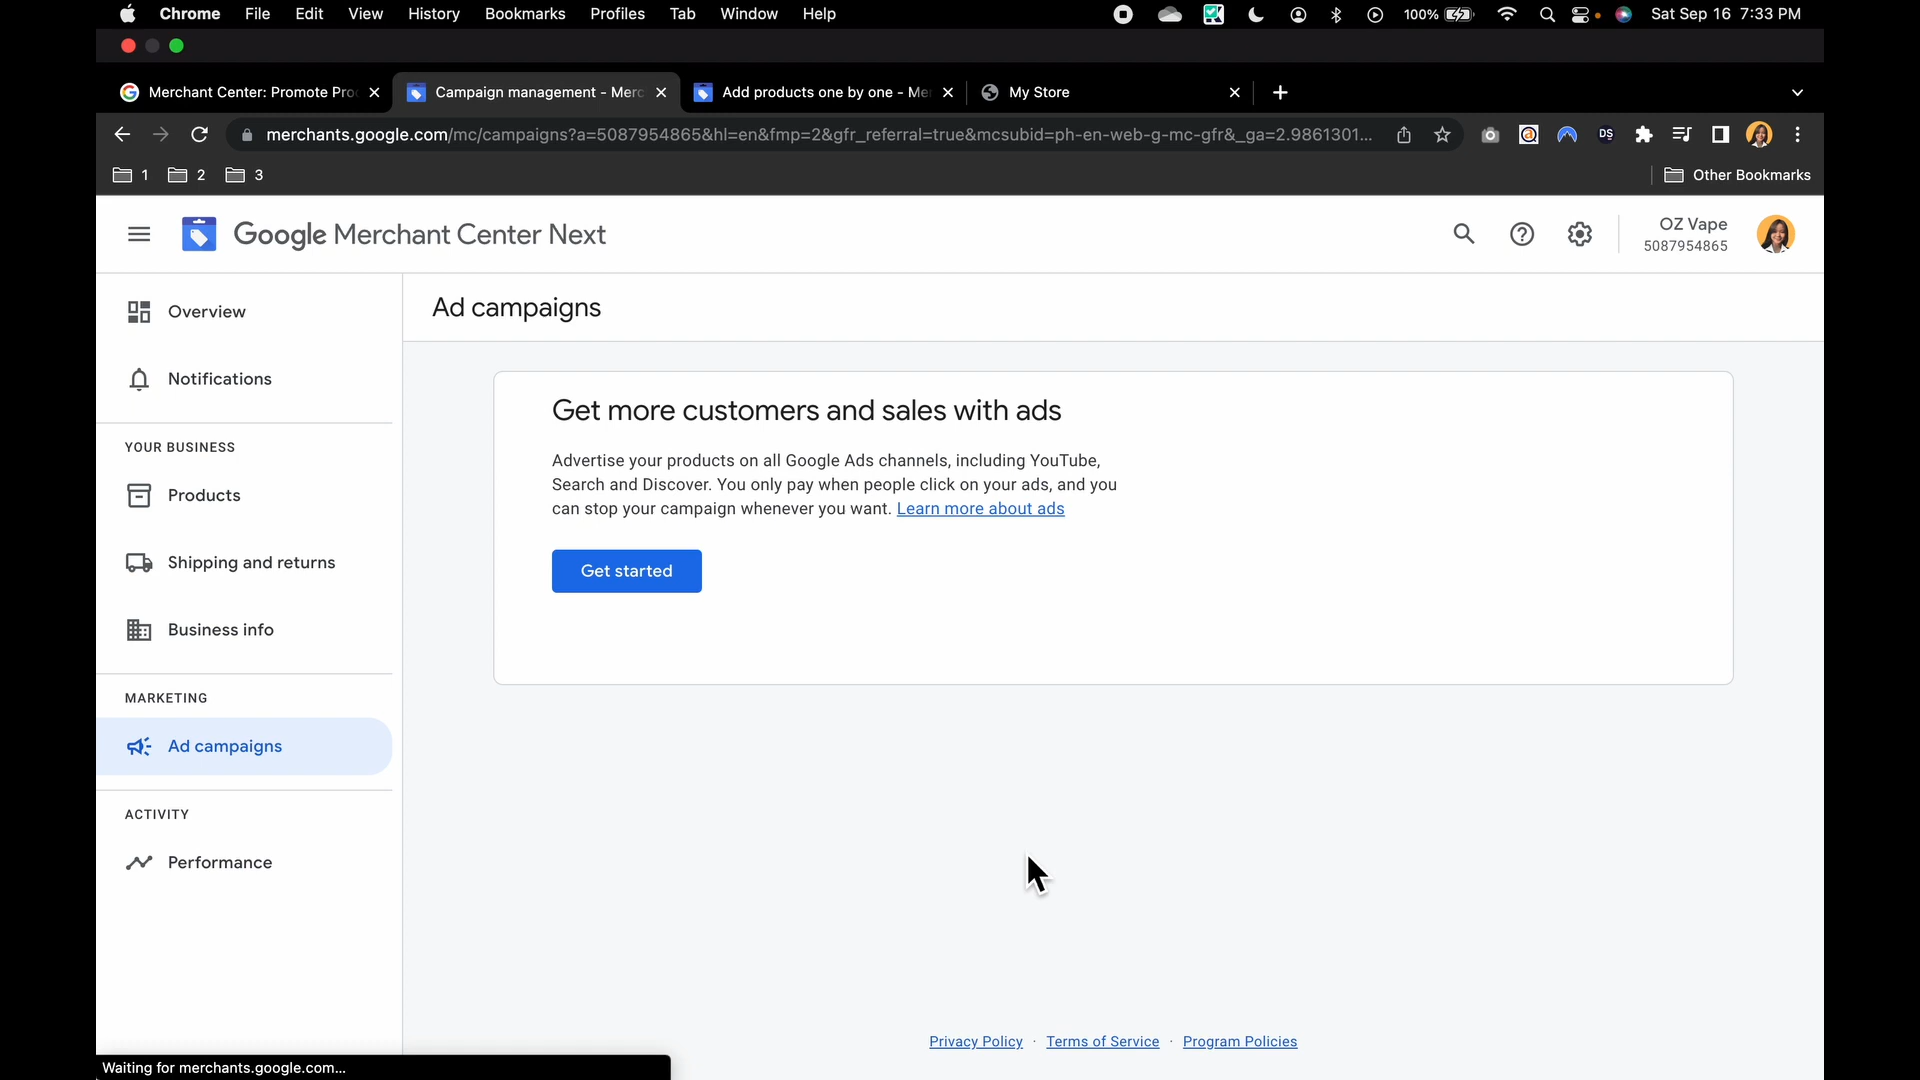 Chrome File Edit View History Bookmarks Profiles Tab Window Help 100% Sat Sep 16 7:33 PM
Merchant Center: Promote Pro Campaign management - Merc Add products one by one - Me My Store
merchants.google.com/mc/campaigns?a=5087954865&hl=en&fmp=2&gfr_referral=true&mcsubid=ph-en-web-g-mc-gfr&_ga=2.9861301...
1 2 3 Other Bookmarks
Google Merchant Center Next
OZ Vape
5087954865
Overview
Notifications
YOUR BUSINESS
Products
Shipping and returns
Business info
MARKETING
Ad campaigns
ACTIVITY
Performance
Ad campaigns
Get more customers and sales with ads
Advertise your products on all Google Ads channels, including YouTube,
Search and Discover. You only pay when people click on your ads, and you
can stop your campaign whenever you want. Learn more about ads
Get started
Privacy Policy · Terms of Service · Program Policies
Waiting for merchants.google.com...